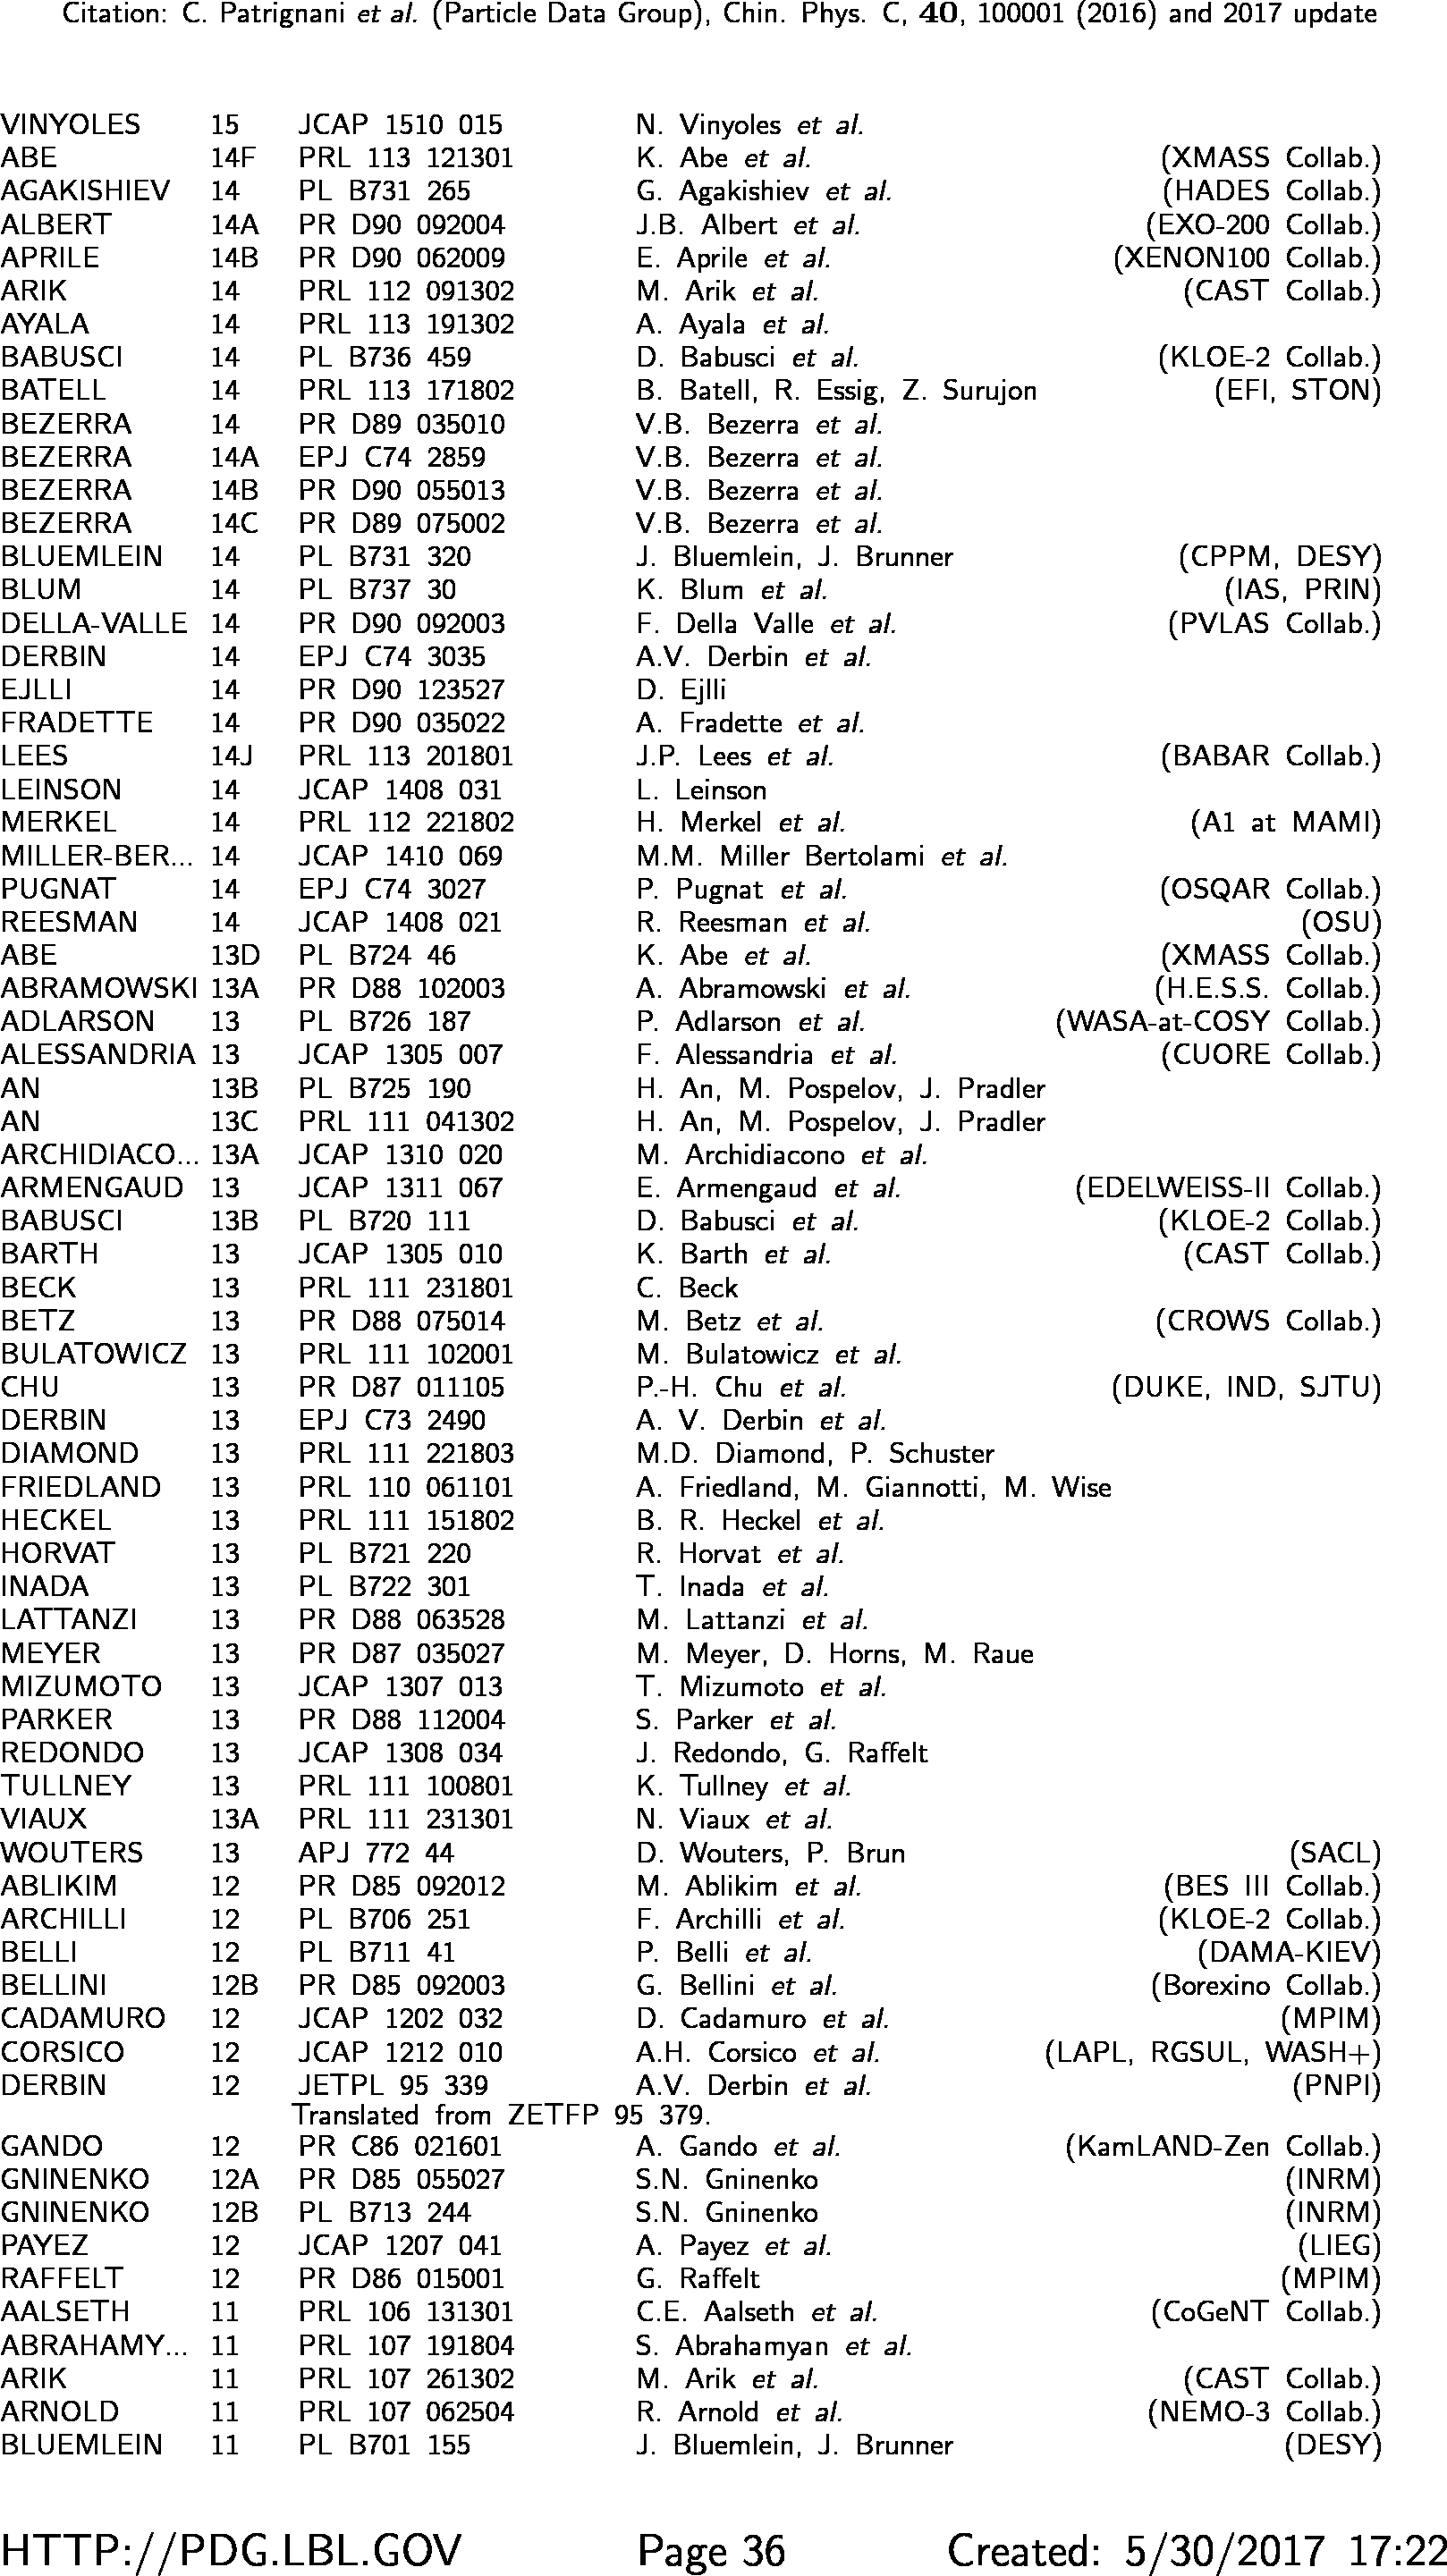 Citation: C. Patrignani et al. (Particle Data Group), Chin. Phys. C, 40, 100001 (2016) and 2017 update
VINYOLES 15 JCAP 1510 015 N. Vinyoles et al.
ABE 14F PRL 113 121301 K. Abe et al. (XMASS Collab.)
AGAKISHIEV 14 PL B731 265 G. Agakishiev et al. (HADES Collab.)
ALBERT 14A PR D90 092004 J.B. Albert et al. (EXO-200 Collab.)
APRILE 14B PR D90 062009 E. Aprile et al. (XENON100 Collab.)
ARIK 14 PRL 112 091302 M. Arik et al. (CAST Collab.)
AYALA 14 PRL 113 191302 A. Ayala et al.
BABUSCI 14 PL B736 459 D. Babusci et al. (KLOE-2 Collab.)
BATELL 14 PRL 113 171802 B. Batell, R. Essig, Z. Surujon (EFI, STON)
BEZERRA 14 PR D89 035010 V.B. Bezerra et al.
BEZERRA 14A EPJ C74 2859 V.B. Bezerra et al.
BEZERRA 14B PR D90 055013 V.B. Bezerra et al.
BEZERRA 14C PR D89 075002 V.B. Bezerra et al.
BLUEMLEIN 14 PL B731 320 J. Bluemlein, J. Brunner (CPPM, DESY)
BLUM 14 PL B737 30 K. Blum et al. (IAS, PRIN)
DELLA-VALLE 14 PR D90 092003 F. Della Valle et al. (PVLAS Collab.)
DERBIN 14 EPJ C74 3035 A.V. Derbin et al.
EJLLI 14 PR D90 123527 D. Ejlli
FRADETTE 14 PR D90 035022 A. Fradette et al.
LEES 14J PRL 113 201801 J.P. Lees et al. (BABAR Collab.)
LEINSON 14 JCAP 1408 031 L. Leinson
MERKEL 14 PRL 112 221802 H. Merkel et al. (A1 at MAMI)
MILLER-BER... 14 JCAP 1410 069 M.M. Miller Bertolami et al.
PUGNAT 14 EPJ C74 3027 P. Pugnat et al. (OSQAR Collab.)
REESMAN 14 JCAP 1408 021 R. Reesman et al. (OSU)
ABE 13D PL B724 46 K. Abe et al. (XMASS Collab.)
ABRAMOWSKI 13A PR D88 102003 A. Abramowski et al. (H.E.S.S. Collab.)
ADLARSON 13 PL B726 187 P. Adlarson et al. (WASA-at-COSY Collab.)
ALESSANDRIA 13 JCAP 1305 007 F. Alessandria et al. (CUORE Collab.)
AN 13B PL B725 190 H. An, M. Pospelov, J. Pradler
AN 13C PRL 111 041302 H. An, M. Pospelov, J. Pradler
ARCHIDIACO... 13A JCAP 1310 020 M. Archidiacono et al.
ARMENGAUD 13 JCAP 1311 067 E. Armengaud et al. (EDELWEISS-II Collab.)
BABUSCI 13B PL B720 111 D. Babusci et al. (KLOE-2 Collab.)
BARTH 13 JCAP 1305 010 K. Barth et al. (CAST Collab.)
BECK 13 PRL 111 231801 C. Beck
BETZ 13 PR D88 075014 M. Betz et al. (CROWS Collab.)
BULATOWICZ 13 PRL 111 102001 M. Bulatowicz et al.
CHU 13 PR D87 011105 P.-H. Chu et al. (DUKE, IND, SJTU)
DERBIN 13 EPJ C73 2490 A. V. Derbin et al.
DIAMOND 13 PRL 111 221803 M.D. Diamond, P. Schuster
FRIEDLAND 13 PRL 110 061101 A. Friedland, M. Giannotti, M. Wise
HECKEL 13 PRL 111 151802 B. R. Heckel et al.
HORVAT 13 PL B721 220 R. Horvat et al.
INADA 13 PL B722 301 T. Inada et al.
LATTANZI 13 PR D88 063528 M. Lattanzi et al.
MEYER 13 PR D87 035027 M. Meyer, D. Horns, M. Raue
MIZUMOTO 13 JCAP 1307 013 T. Mizumoto et al.
PARKER 13 PR D88 112004 S. Parker et al.
REDONDO 13 JCAP 1308 034 J. Redondo, G. Raffelt
TULLNEY 13 PRL 111 100801 K. Tullney et al.
VIAUX 13A PRL 111 231301 N. Viaux et al.
WOUTERS 13 APJ 772 44 D. Wouters, P. Brun (SACL)
ABLIKIM 12 PR D85 092012 M. Ablikim et al. (BES III Collab.)
ARCHILLI 12 PL B706 251 F. Archilli et al. (KLOE-2 Collab.)
BELLI 12 PL B711 41 P. Belli et al. (DAMA-KIEV)
BELLINI 12B PR D85 092003 G. Bellini et al. (Borexino Collab.)
CADAMURO 12 JCAP 1202 032 D. Cadamuro et al. (MPIM)
CORSICO 12 JCAP 1212 010 A.H. Corsico et al. (LAPL, RGSUL, WASH+)
DERBIN 12 JETPL 95 339 A.V. Derbin et al. (PNPI)
Translated from ZETFP 95 379.
GANDO 12 PR C86 021601 A. Gando et al. (KamLAND-Zen Collab.)
GNINENKO 12A PR D85 055027 S.N. Gninenko (INRM)
GNINENKO 12B PL B713 244 S.N. Gninenko (INRM)
PAYEZ 12 JCAP 1207 041 A. Payez et al. (LIEG)
RAFFELT 12 PR D86 015001 G. Raffelt (MPIM)
AALSETH 11 PRL 106 131301 C.E. Aalseth et al. (CoGeNT Collab.)
ABRAHAMY... 11 PRL 107 191804 S. Abrahamyan et al.
ARIK 11 PRL 107 261302 M. Arik et al. (CAST Collab.)
ARNOLD 11 PRL 107 062504 R. Arnold et al. (NEMO-3 Collab.)
BLUEMLEIN 11 PL B701 155 J. Bluemlein, J. Brunner (DESY)
HTTP://PDG.LBL.GOV Page 36 Created: 5/30/2017 17:22